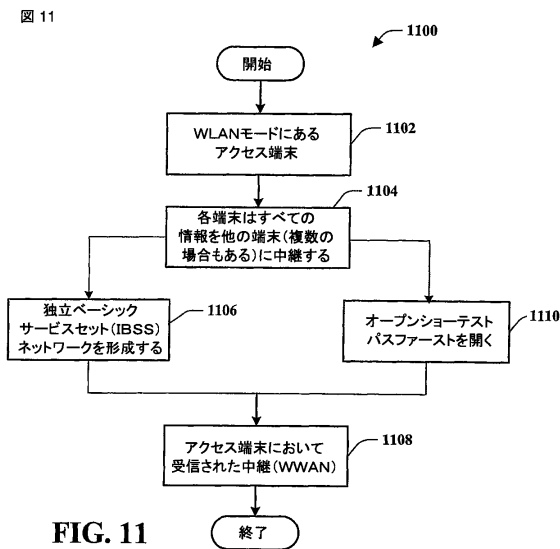 図 11
1100
開始
WLANモードにある
アクセス端末
1102
1104
各端末はすべての
情報を他の端末(複数の
場合もある)に中継する
独立ベーシック
サービスセット(IBSS)
ネットワークを形成する
1106
オープンショーテスト
パスファーストを開く
1110
アクセス端末において
受信された中継(WWAN)
1108
終了
FIG. 11